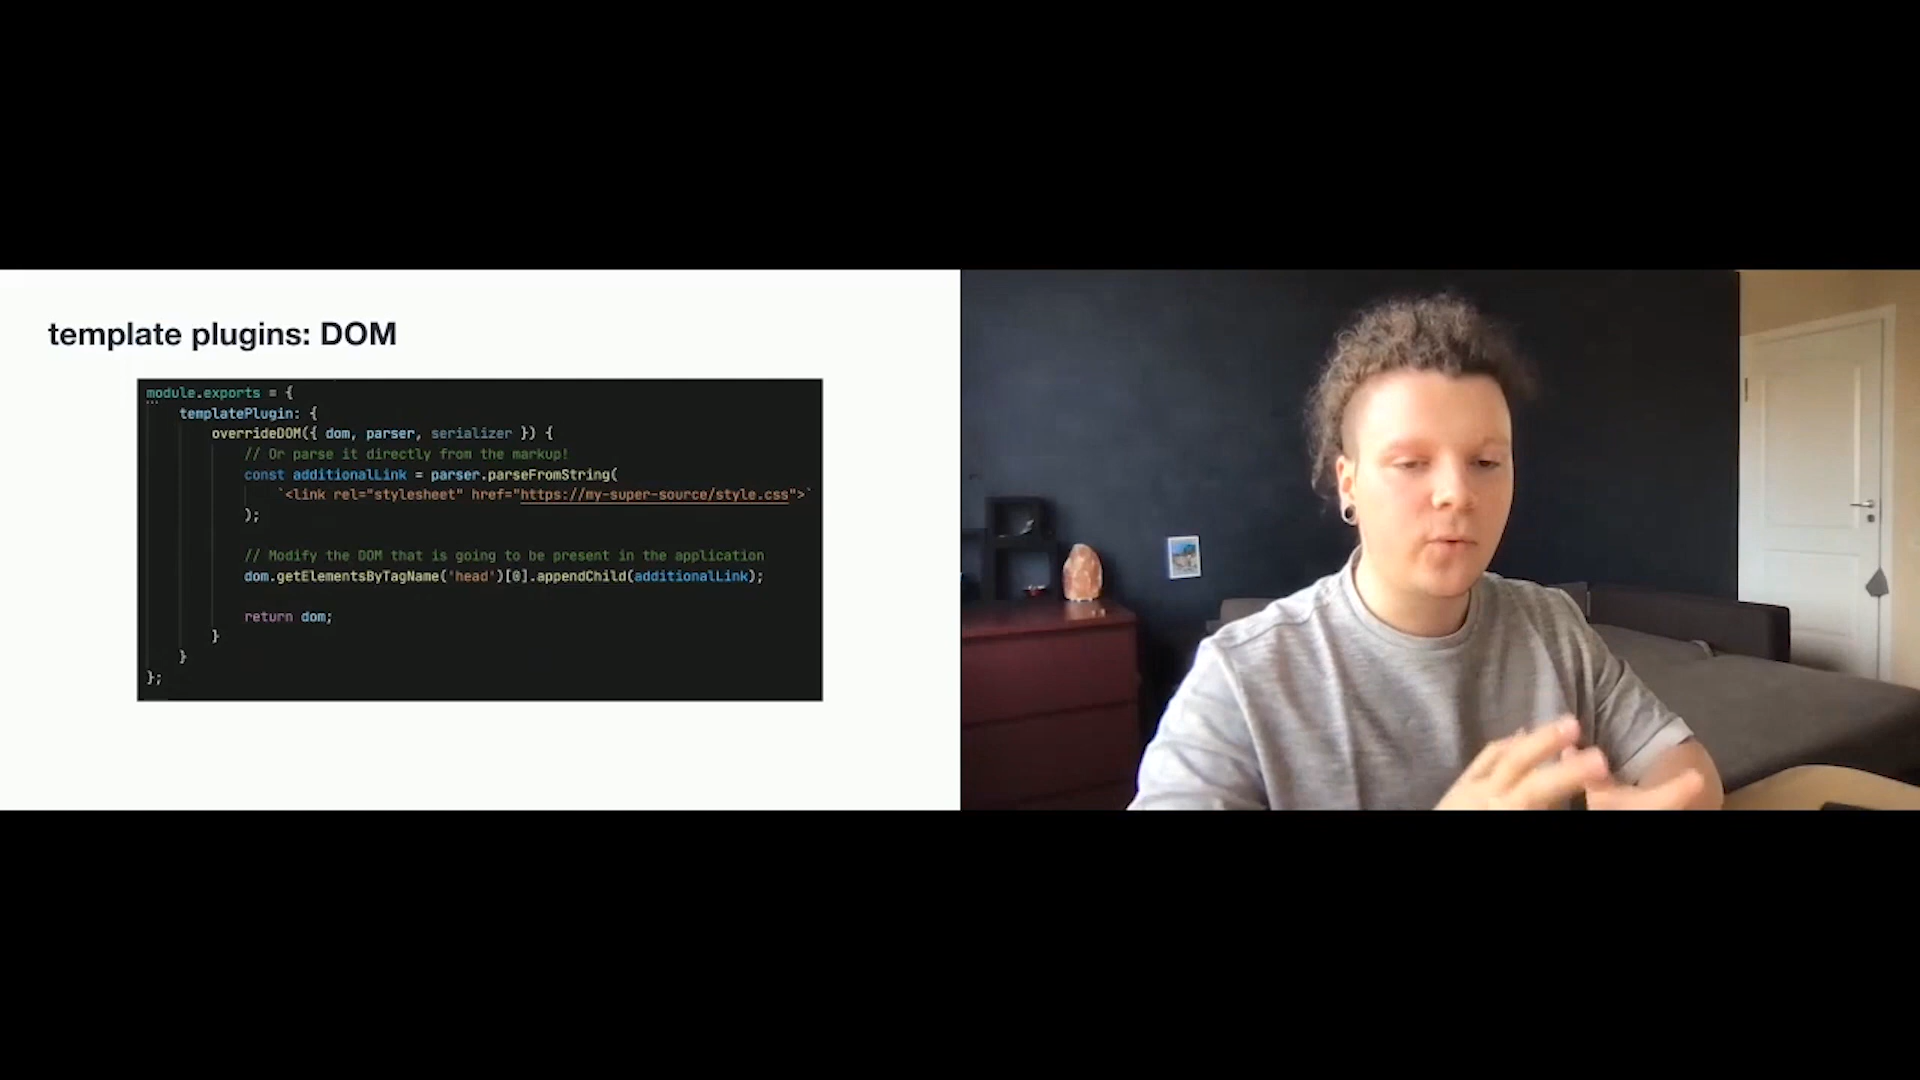 template plugins: DOM
module.exports = {
templatePlugin: {
overrideDOM({ dom, parser, serializer }) {
// Or parse it directly from the markup!
const additionalLink = parser.parseFromString(
`<link rel="stylesheet" href="https://my-super-source/style.css">`
);
// Modify the DOM that is going to be present in the application
dom.getElementsByTagName('head')[0].appendChild(additionalLink);
return dom;
}
}
};